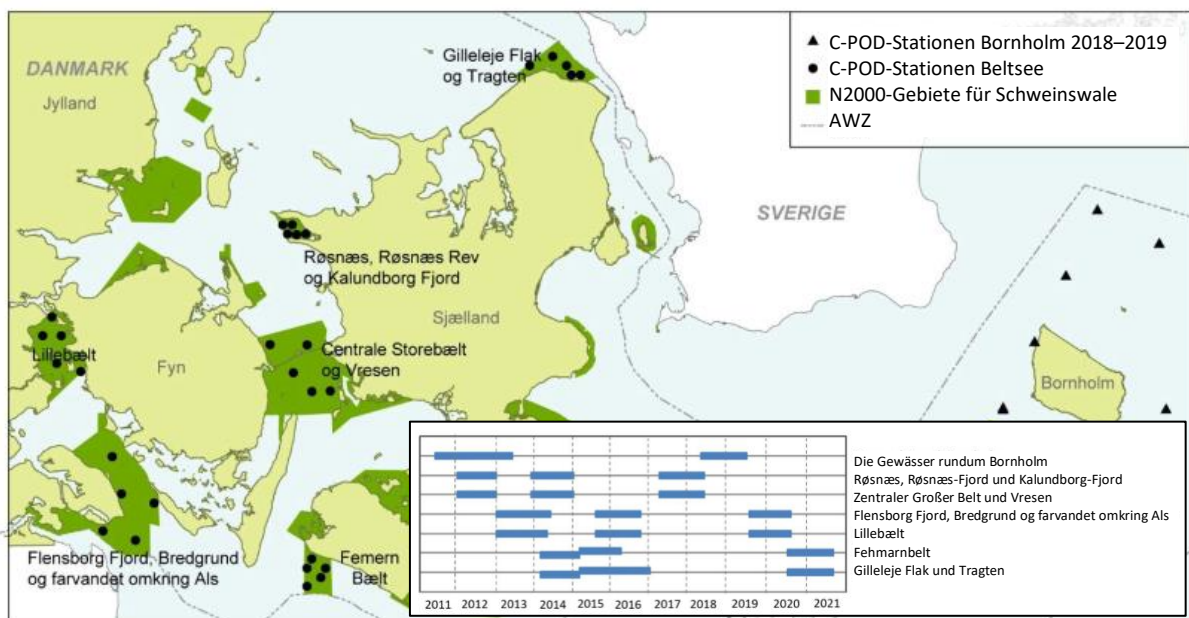 DANMARK
Jylland
Gilleleje Flak
og Tragten
C-POD-Stationen Bornholm 2018–2019
C-POD-Stationen Beltsee
N2000-Gebiete für Schweinswale
AWZ
SVERIGE
Røsnæs, Røsnæs Rev
og Kalundborg Fjord
Sjælland
Lillebælt
Fyn
Centrale Storebælt
og Vresen
Bornholm
Flensborg Fjord, Bredgrund
og farvandet omkring Als
Femern
Bælt
Die Gewässer rundum Bornholm
Røsnæs, Røsnæs-Fjord und Kalundborg-Fjord
Zentraler Großer Belt und Vresen
Flensborg Fjord, Bredgrund og farvandet omkring Als
Lillebælt
Fehmarnbelt
Gilleleje Flak und Tragten
2011 2012 2013 2014 2015 2016 2017 2018 2019 2020 2021